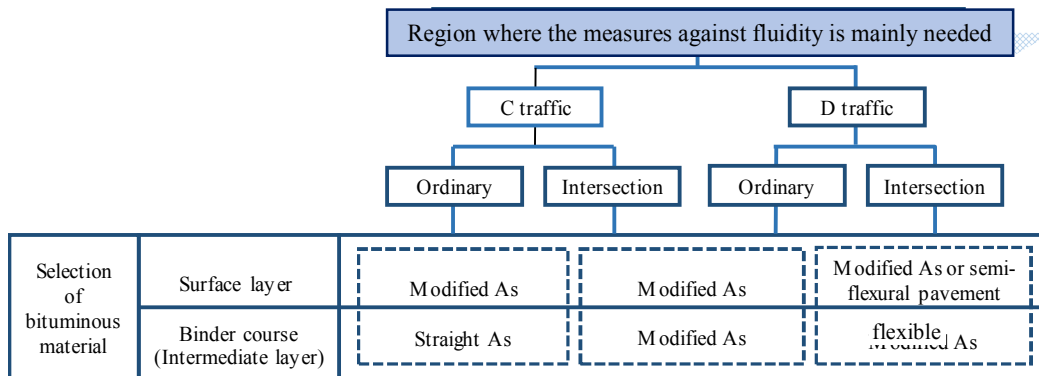 Region where the measures against fluidity is mainly needed
C traffic
D traffic
Ordinary
Intersection
Ordinary
Intersection
Selection
of
bituminous
material
Surface layer
Modified As
Modified As
Modified As or semi-
flexural pavement
Binder course
(Intermediate layer)
Straight As
Modified As
flexible
Modified As